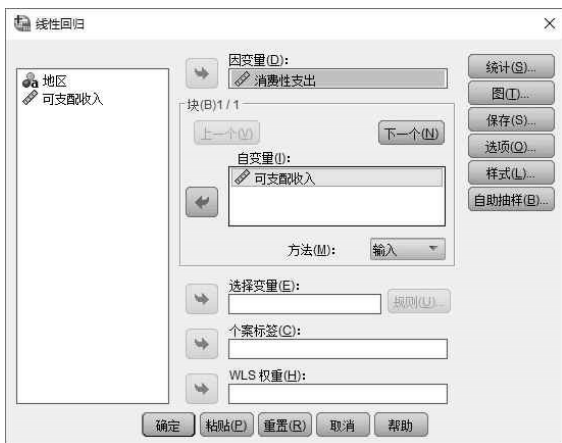 线性回归
地区
可支配收入
因变量(D):
消费性支出
块(B)1 / 1
上一个(V)
下一个(N)
自变量(I):
可支配收入
方法(M):
输入
选择变量(E):
规则(U)...
个案标签(C):
WLS 权重(H):
统计(S)...
图(T)...
保存(S)...
选项(O)...
样式(L)...
自助抽样(B)...
确定
粘贴(P)
重置(R)
取消
帮助